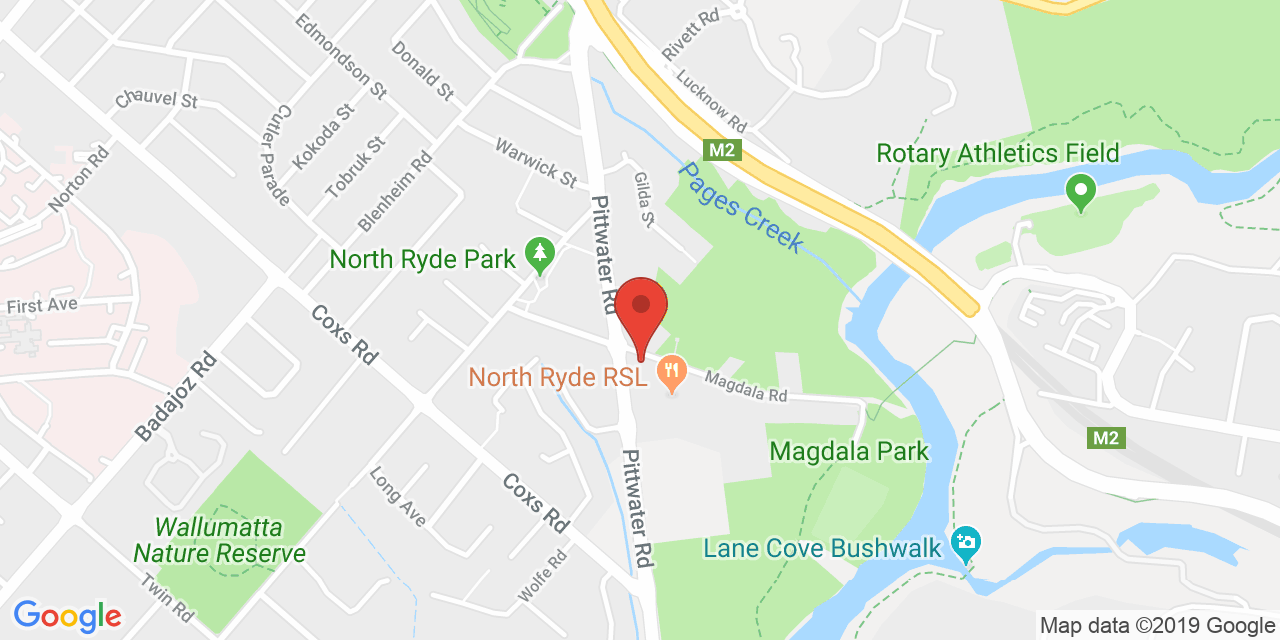 Edmondson St
Donald St
Rivett Rd
Lucknow Rd
Chauvel St
Cutler Parade
Kokoda St
Tobruk St
Blenheim Rd
Warwick St
M2
Rotary Athletics Field
Norton Rd
Gilda St
Pages Creek
Pittwater Rd
North Ryde Park
First Ave
Coxs Rd
Badajoz Rd
North Ryde RSL
Magdala Rd
M2
Magdala Park
Long Ave
Coxs Rd
Pittwater Rd
Wallumatta
Nature Reserve
Lane Cove Bushwalk
Wolfe Rd
Twin Rd
Google
Map data ©2019 Google